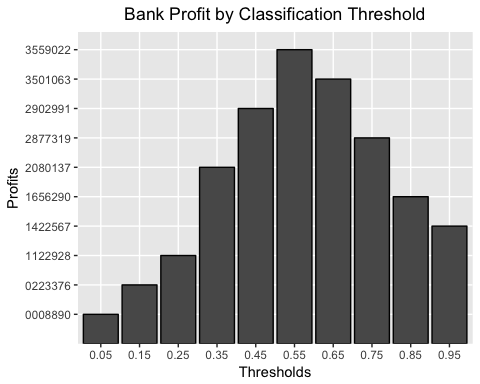 Bank Profit by Classification Threshold
Profits
3559022
3501063
2902991
2877319
2080137
1656290
1422567
1122928
0223376
0008890
0.05 0.15 0.25 0.35 0.45 0.55 0.65 0.75 0.85 0.95
Thresholds